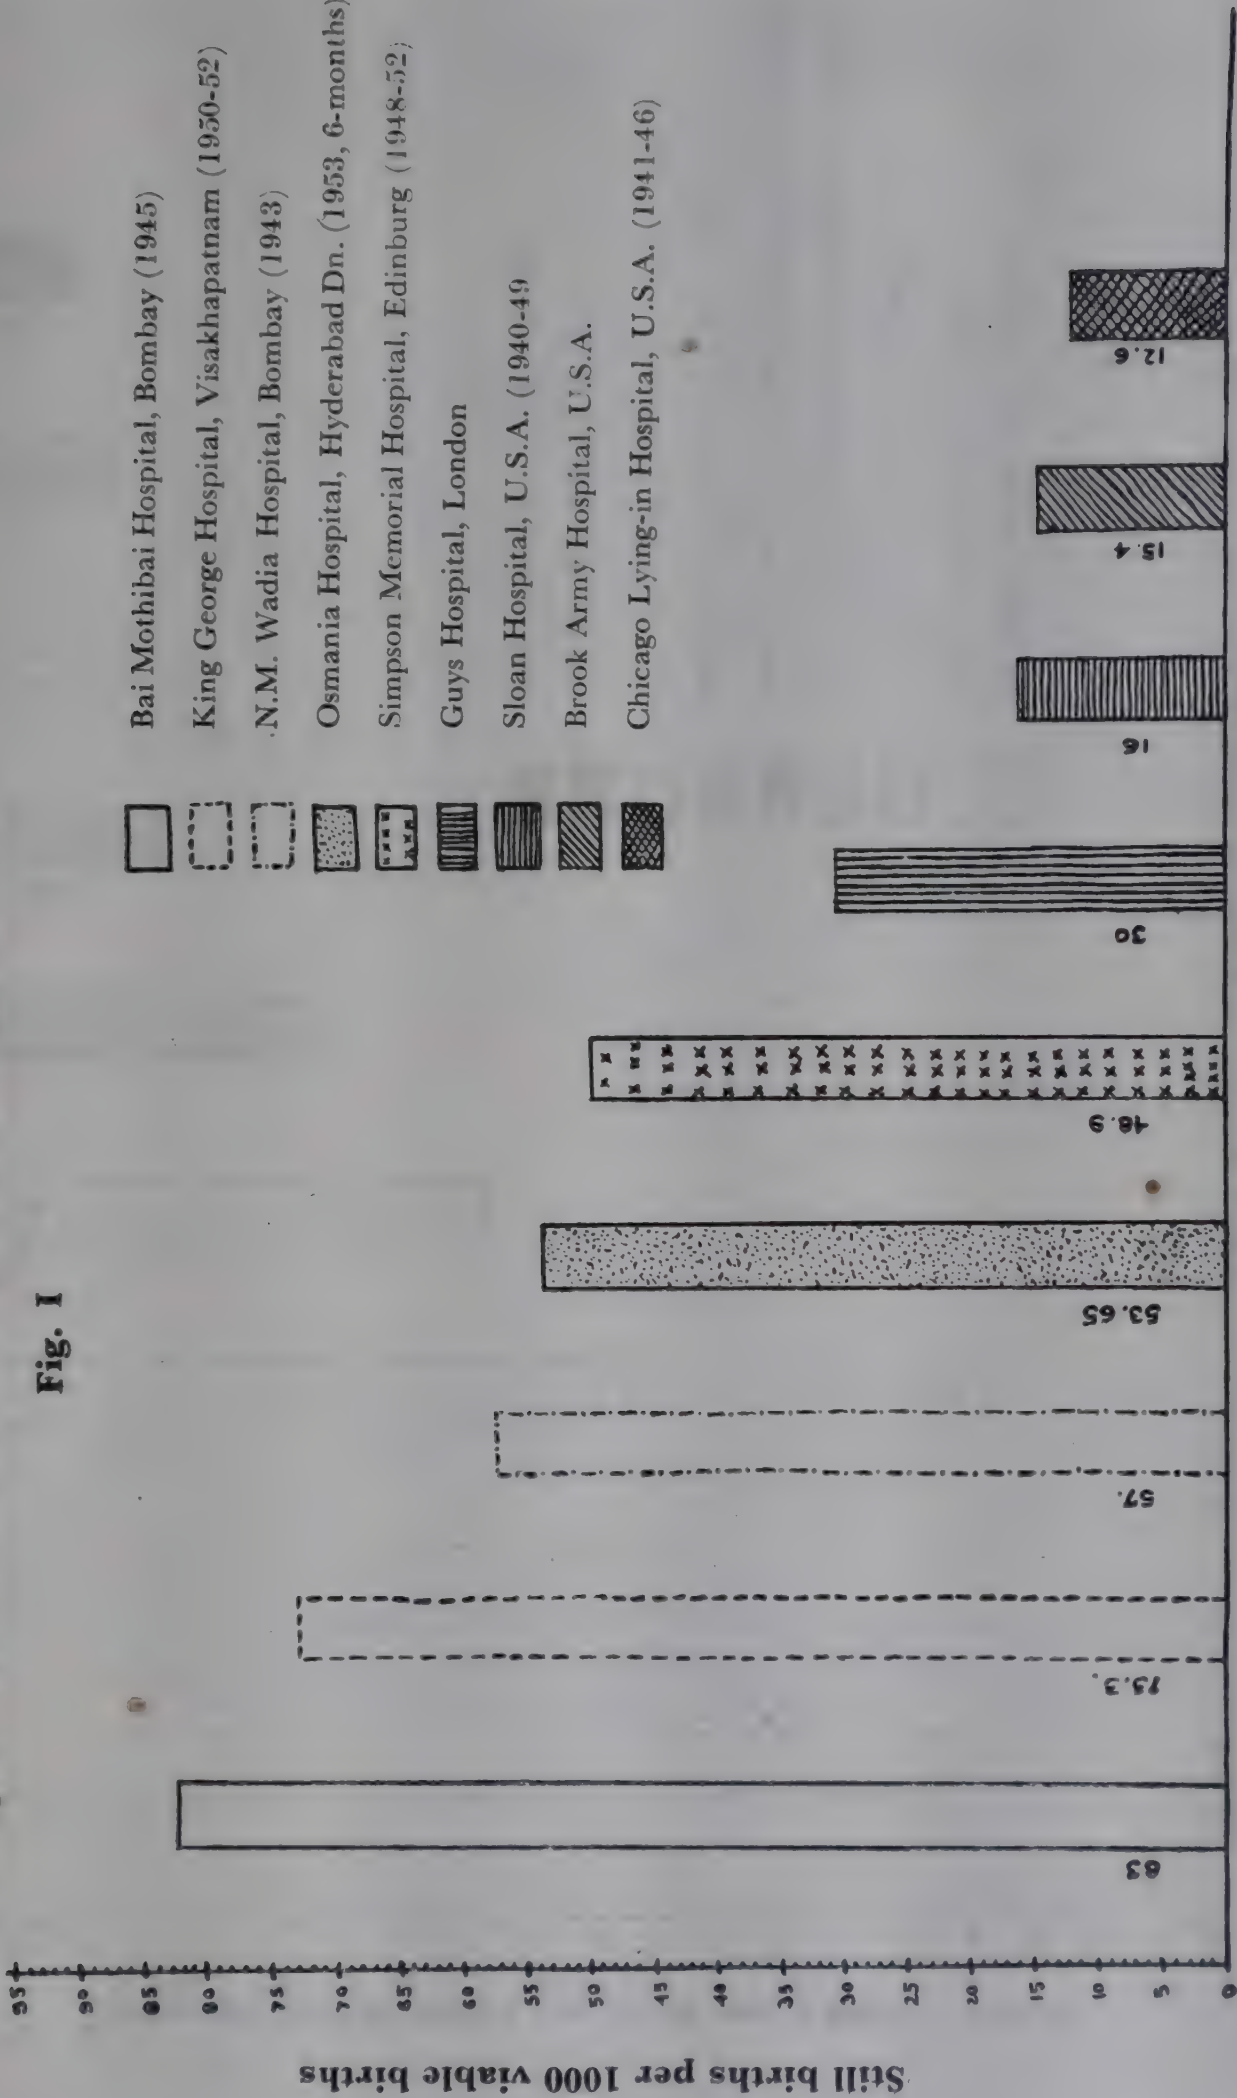 Fig. I
Still births per 1000 viable births
95
90
85
80
75
70
65
60
55
50
45
40
35
30
25
20
15
10
5
0
Bai Mothibai Hospital, Bombay (1945)
King George Hospital, Visakhapatnam (1950-52)
N.M. Wadia Hospital, Bombay (1943)
Osmania Hospital, Hyderabad Dn. (1953, 6-months)
Simpson Memorial Hospital, Edinburg (1948-52)
Guys Hospital, London
Sloan Hospital, U.S.A. (1940-49
Brook Army Hospital, U.S.A.
Chicago Lying-in Hospital, U.S.A. (1941-46)
83
73.3.
57.
53.65
48.9
30
16
15.4
12.6